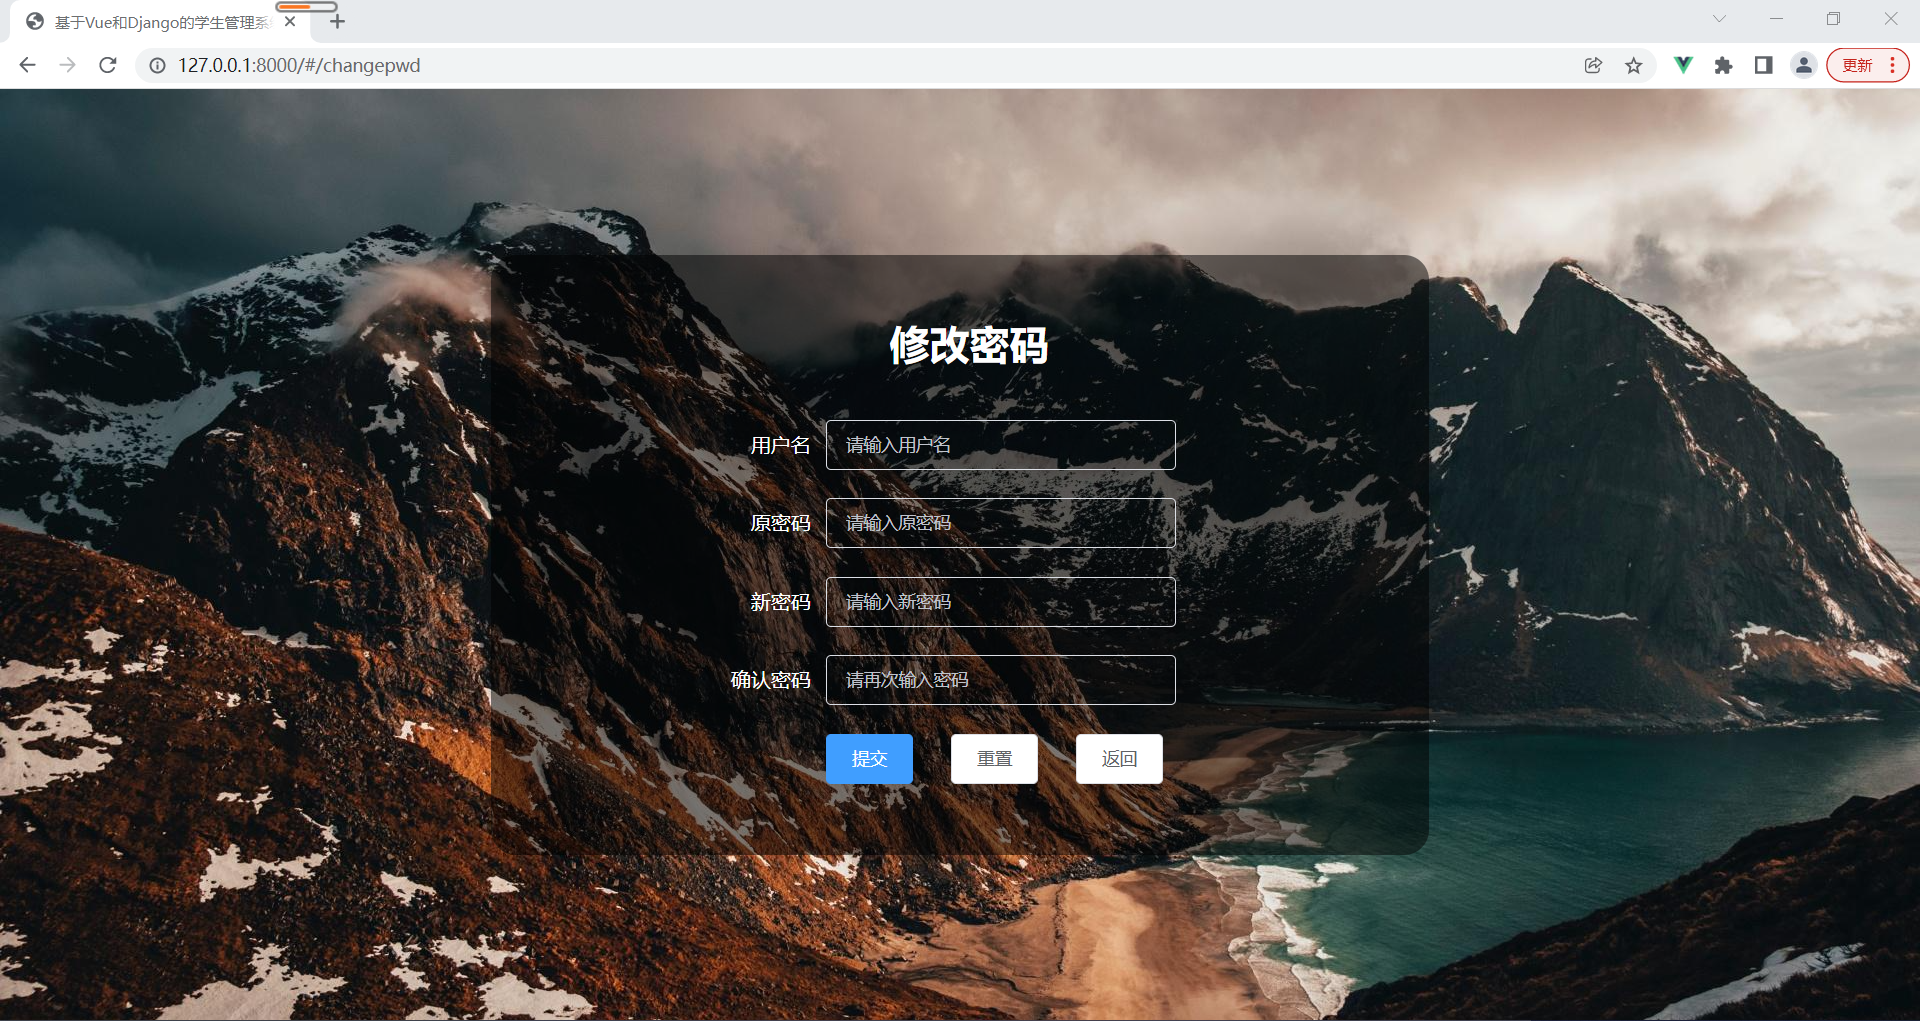 基于Vue和Django的学生管理系
127.0.0.1:8000/#/changepwd
更新
修改密码
用户名 请输入用户名
原密码 请输入原密码
新密码 请输入新密码
确认密码 请再次输入密码
提交 重置 返回